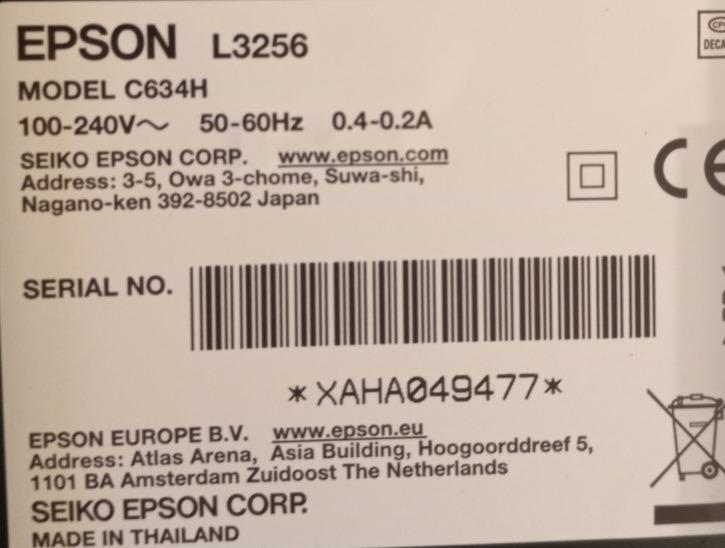 EPSON L3256
MODEL C634H
100-240V～ 50-60Hz 0.4-0.2A
SEIKO EPSON CORP. www.epson.com
Address: 3-5, Owa 3-chome, Suwa-shi,
Nagano-ken 392-8502 Japan
CE
SERIAL NO.
*XAHA049477*
EPSON EUROPE B.V. www.epson.eu
Address: Atlas Arena, Asia Building, Hoogoorddreef 5,
1101 BA Amsterdam Zuidoost The Netherlands
SEIKO EPSON CORP.
MADE IN THAILAND